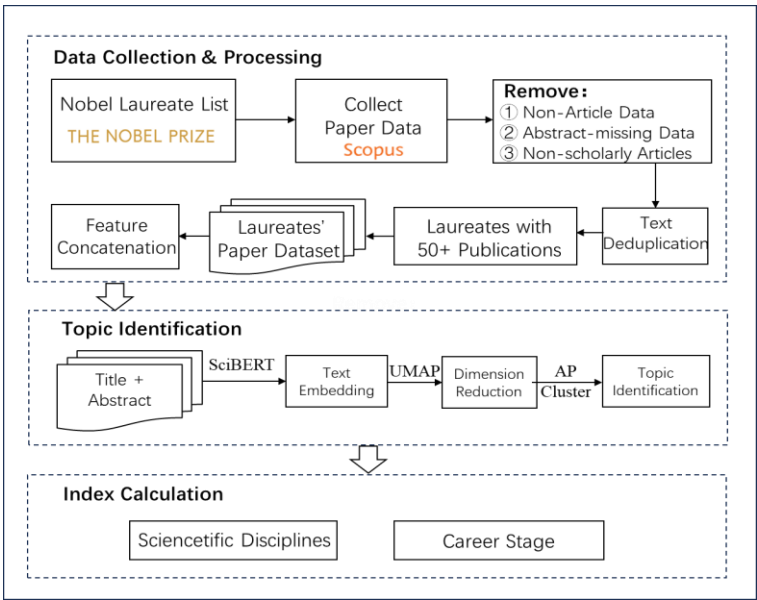 Data Collection & Processing
Nobel Laureate List
THE NOBEL PRIZE
Collect
Paper Data
Scopus
Remove:
① Non-Article Data
② Abstract-missing Data
③ Non-scholarly Articles
Text
Deduplication
Laureates with
50+ Publications
Laureates'
Paper Dataset
Feature
Concatenation
Topic Identification
Title +
Abstract
SciBERT
Text
Embedding
UMAP
Dimension
Reduction
AP
Cluster
Topic
Identification
Index Calculation
Sciencetific Disciplines
Career Stage